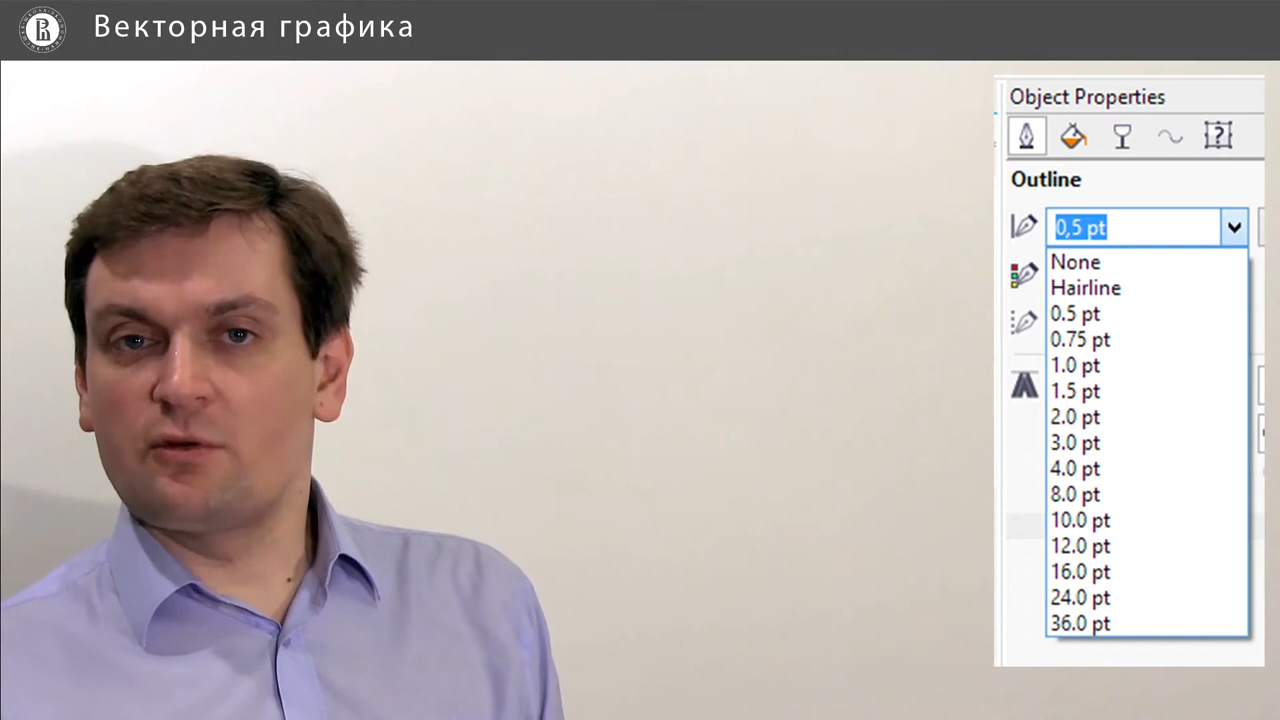 Векторная графика
Object Properties
Outline
0,5 pt
None
Hairline
0.5 pt
0.75 pt
1.0 pt
1.5 pt
2.0 pt
3.0 pt
4.0 pt
8.0 pt
10.0 pt
12.0 pt
16.0 pt
24.0 pt
36.0 pt